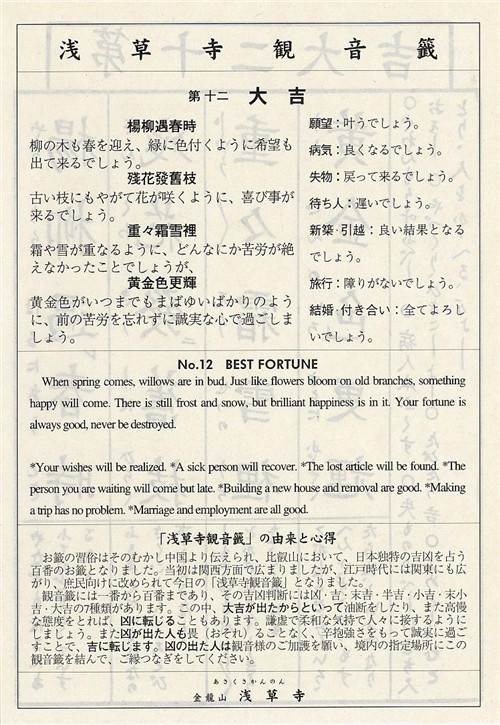 浅草寺観音籤
第十二 大吉
楊柳遇春時
柳の木も春を迎え、緑に色付くように希望も
出て来るでしょう。
殘花發舊枝
古い枝にもやがて花が咲くように、喜び事が
来るでしょう。
重々霜雪裡
霜や雪が重なるように、どんなにか苦労が絶
えなかったことでしょうが、
黄金色更輝
黄金色がいつまでもまばゆいばかりのよう
に、前の苦労を忘れずに誠実な心で過ごしま
しょう。
願望：叶うでしょう。
病気：良くなるでしょう。
失物：戻って来るでしょう。
待ち人：遅いでしょう。
新築·引越：良い結果となる
でしょう。
旅行：障りがないでしょう。
結婚·付き合い：全てよろし
いでしょう。
No.12 BEST FORTUNE
When spring comes, willows are in bud. Just like flowers bloom on old branches, something
happy will come. There is still frost and snow, but brilliant happiness is in it. Your fortune is
always good, never be destroyed.
*Your wishes will be realized. *A sick person will recover. *The lost article will be found. *The
person you are waiting will come but late. *Building a new house and removal are good. *Making
a trip has no problem. *Marriage and employment are all good.
「浅草寺観音籤」の由来と心得
お籤の習俗はそのむかし中国より伝えられ、比叡山において、日本独特の吉凶を占う
百番のお籤となりました。当初は関西方面で広まりましたが、江戸時代には関東にも広
がり、庶民向けに改められて今日の「浅草寺観音籤」となりました。
観音籤には一番から百番まであり、その吉凶判断には凶・吉・末吉・半吉・小吉・末小
吉・大吉の7種類があります。この中、大吉が出たからといって油断をしたり、また高慢
な態度をとれば、凶に転じることもあります。謙虚で柔和な気持で人々に接するように
しましょう。また凶が出た人も畏（おそれ）ることなく、辛抱強さをもって誠実に過ご
すことで、吉に転じます。凶の出た人は観音様のご加護を願い、境内の指定場所にこの
観音籤を結んで、ご縁つなぎをしてください。
あさくさかんのん
金龍山 浅草寺